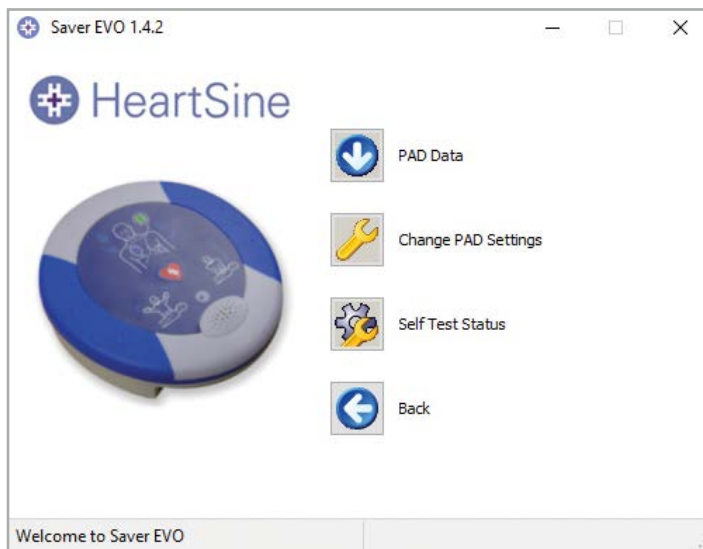 Saver EVO 1.4.2
HeartSine
PAD Data
Change PAD Settings
Self Test Status
Back
Welcome to Saver EVO